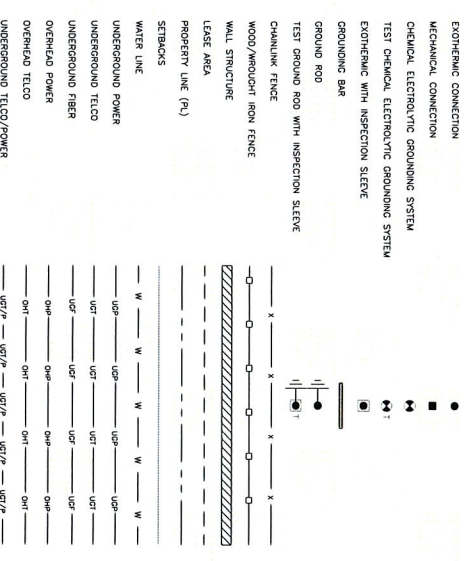 EXOTHERMIC CONNECTION
MECHANICAL CONNECTION
CHEMICAL ELECTROLYTIC GROUNDING SYSTEM
TEST CHEMICAL ELECTROLYTIC GROUNDING SYSTEM T
EXOTHERMIC WITH INSPECTION SLEEVE
GROUNDING BAR
GROUND ROD
TEST GROUND ROD WITH INSPECTION SLEEVE T
CHAINLINK FENCE X X X X
WOOD/WROUGHT IRON FENCE
WALL STRUCTURE
LEASE AREA
PROPERTY LINE (PL)
SETBACKS
WATER LINE W W W W W
UNDERGROUND POWER UGP UGP UGP UGP
UNDERGROUND TELCO UGT UGT UGT UGT
UNDERGROUND FIBER UGF UGF UGF UGF
OVERHEAD POWER OHP OHP OHP OHP
OVERHEAD TELCO OHT OHT OHT OHT
UNDERGROUND TELCO/POWER UGT/P UGT/P UGT/P UGT/P UGT/P